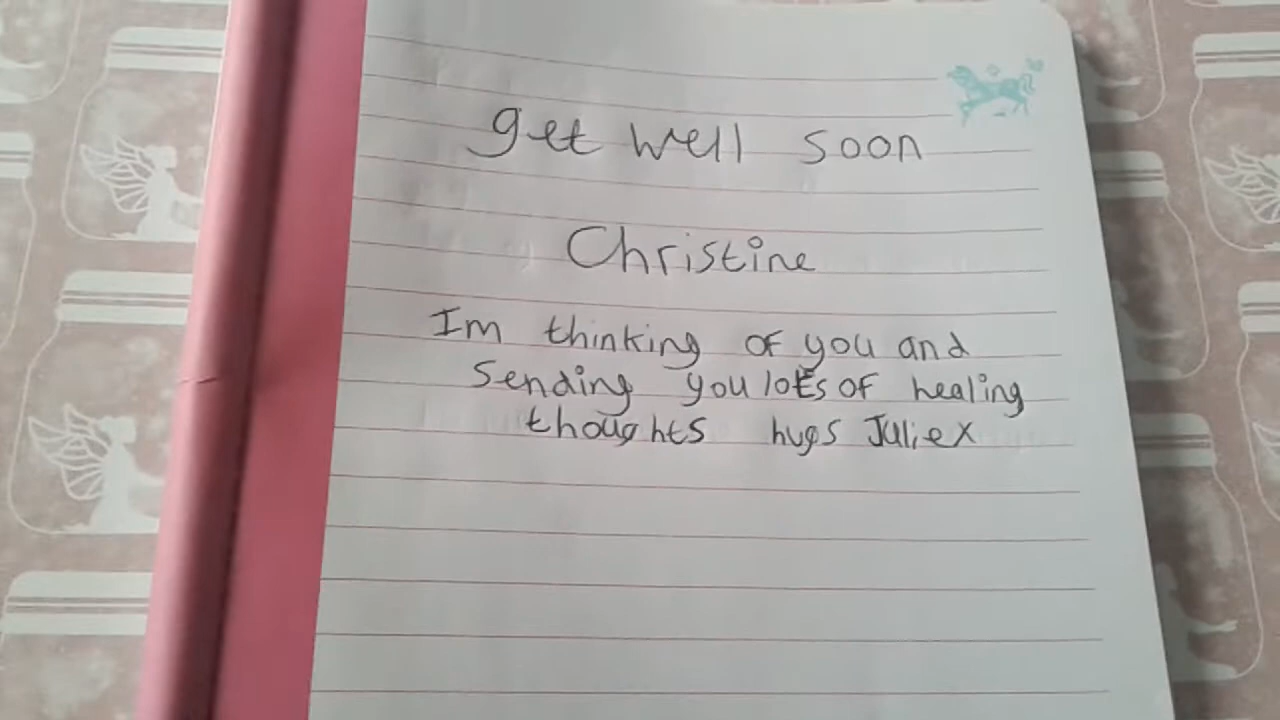 get well soon
Christine
Im thinking of you and
Sending you lots of healing
thoughts hugs Julie x